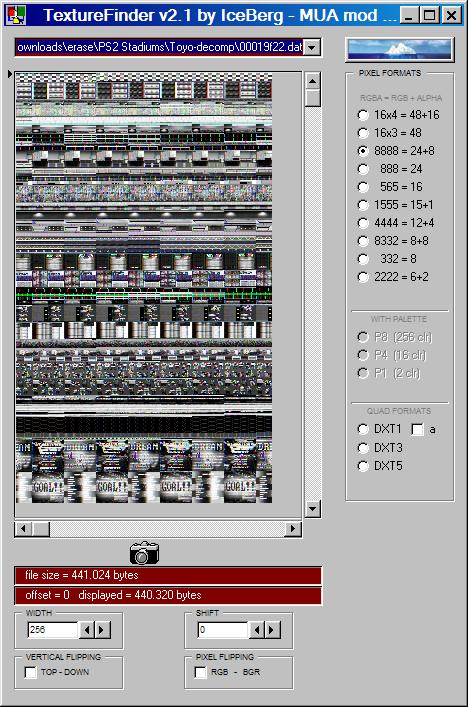 TextureFinder v2.1 by IceBerg - MUA mod ...
ownloads\erase\PS2 Stadiums\Toyo-decomp\00019f22.dat
PIXEL FORMATS
RGBA = RGB + ALPHA
16x4 = 48+16
16x3 = 48
8888 = 24+8
888 = 24
565 = 16
1555 = 15+1
4444 = 12+4
8332 = 8+8
332 = 8
2222 = 6+2
WITH PALETTE
P8 (256 clr)
P4 (16 clr)
P1 (2 clr)
QUAD FORMATS
DXT1 a
DXT3
DXT5
DREAM DREAM DREAM DREAM
GOAL!! GOAL!! GOAL!! GOAL!!
file size = 441.024 bytes
offset = 0 displayed = 440.320 bytes
WIDTH SHIFT
256 0
VERTICAL FLIPPING PIXEL FLIPPING
TOP - DOWN RGB - BGR